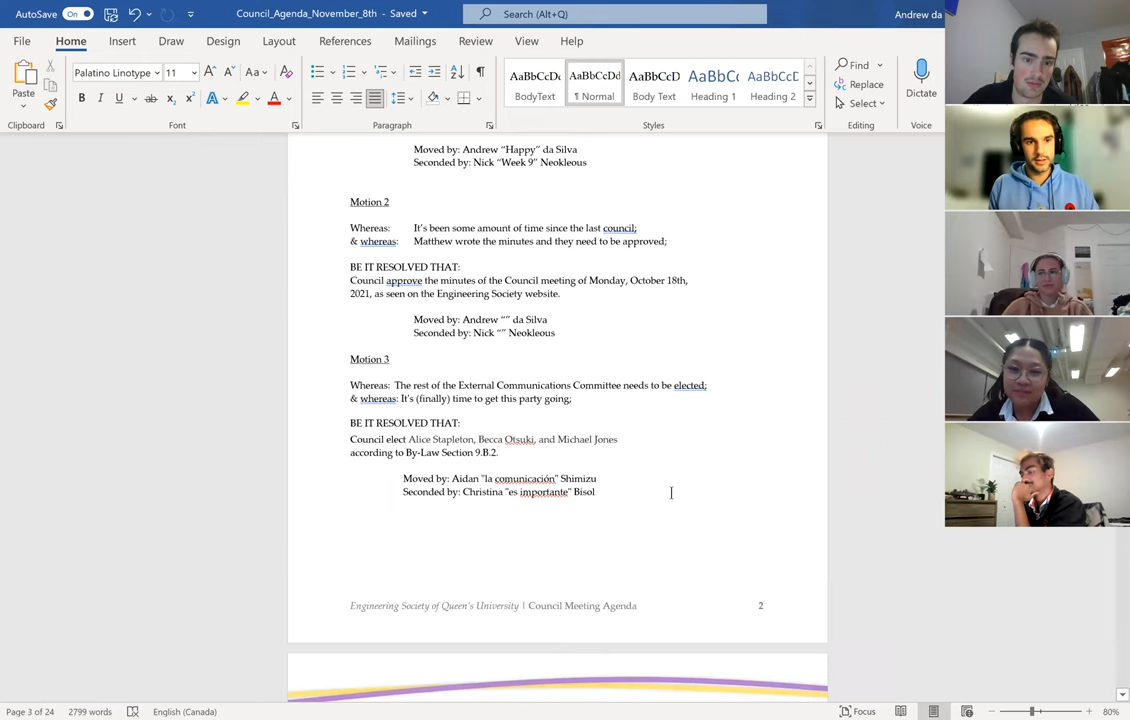 AutoSave On Council_Agenda_November_8th - Saved Search (Alt+Q) Andrew da
File Home Insert Draw Design Layout References Mailings Review View Help
Palatino Linotype 11 Find
Paste Replace Dictate
Select
AaBbCcDc AaBbCcDd AaBbCcD AaBbCc AaBbCcD
BodyText ¶ Normal Body Text Heading 1 Heading 2
Clipboard Font Paragraph Styles Editing Voice
Moved by: Andrew “Happy” da Silva
Seconded by: Nick “Week 9” Neokleous
Motion 2
Whereas: It’s been some amount of time since the last council;
& whereas: Matthew wrote the minutes and they need to be approved;
BE IT RESOLVED THAT:
Council approve the minutes of the Council meeting of Monday, October 18th,
2021, as seen on the Engineering Society website.
Moved by: Andrew “” da Silva
Seconded by: Nick “” Neokleous
Motion 3
Whereas: The rest of the External Communications Committee needs to be elected;
& whereas: It's (finally) time to get this party going;
BE IT RESOLVED THAT:
Council elect Alice Stapleton, Becca Otsuki, and Michael Jones
according to By-Law Section 9.B.2.
Moved by: Aidan "la comunicación" Shimizu
Seconded by: Christina "es importante" Bisol
Engineering Society of Queen's University | Council Meeting Agenda 2
Page 3 of 24 2799 words English (Canada) Focus 80%